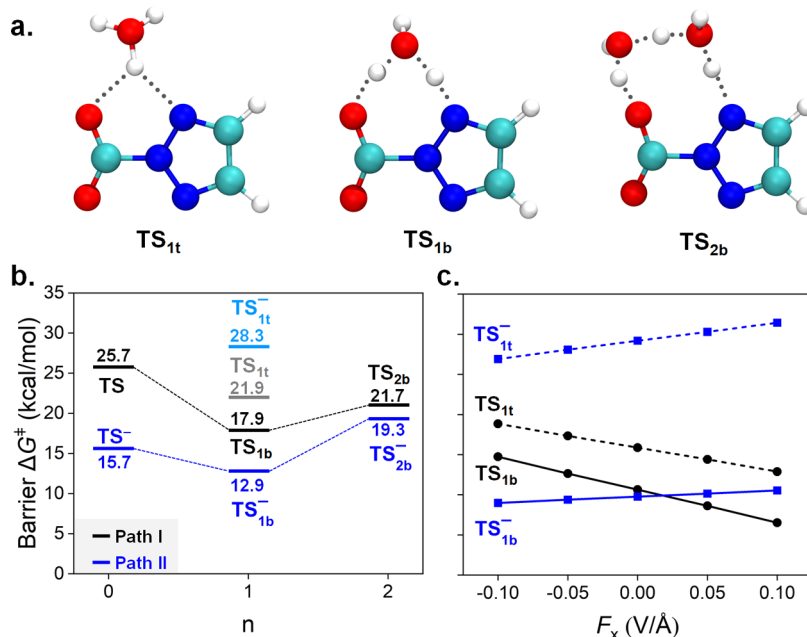 a.
TS1t
TS1b
TS2b
b.
c.
Barrier ΔG‡ (kcal/mol)
35
30
25
20
15
10
5
0
25.7
TS
TS−
15.7
TS−1t
28.3
TS1t
21.9
17.9
TS1b
12.9
TS−1b
TS2b
21.7
19.3
TS−2b
Path I
Path II
0
1
2
n
TS−1t
TS1t
TS1b
TS−1b
-0.10
-0.05
0.00
0.05
0.10
Fx (V/Å)